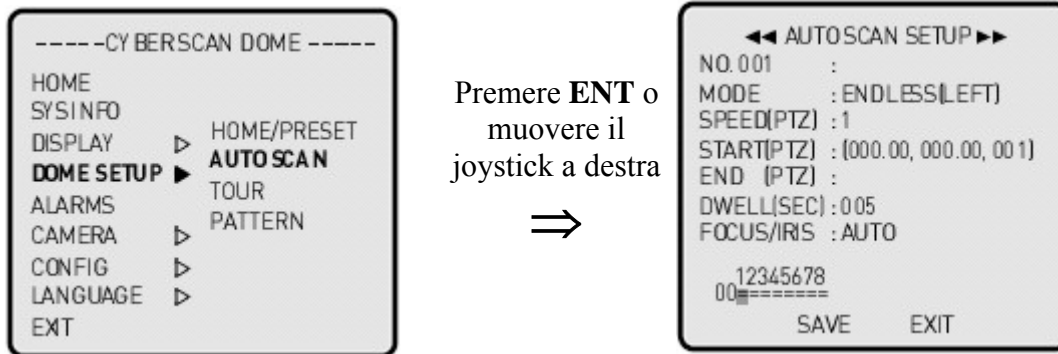 -----CYBERSCAN DOME-----
HOME
SYSINFO
DISPLAY ▷
DOME SETUP ▶
ALARMS
CAMERA ▷
CONFIG ▷
LANGUAGE ▷
EXIT
HOME/PRESET
AUTO SCAN
TOUR
PATTERN
Premere ENT o
muovere il
joystick a destra
⇒
◀◀ AUTOSCAN SETUP ▶▶
NO. 001 :
MODE : ENDLESS(LEFT)
SPEED(PTZ) : 1
START(PTZ) : (000.00, 000.00, 001)
END (PTZ) :
DWELL(SEC) : 005
FOCUS/IRIS : AUTO
12345678
00■=======
SAVE EXIT